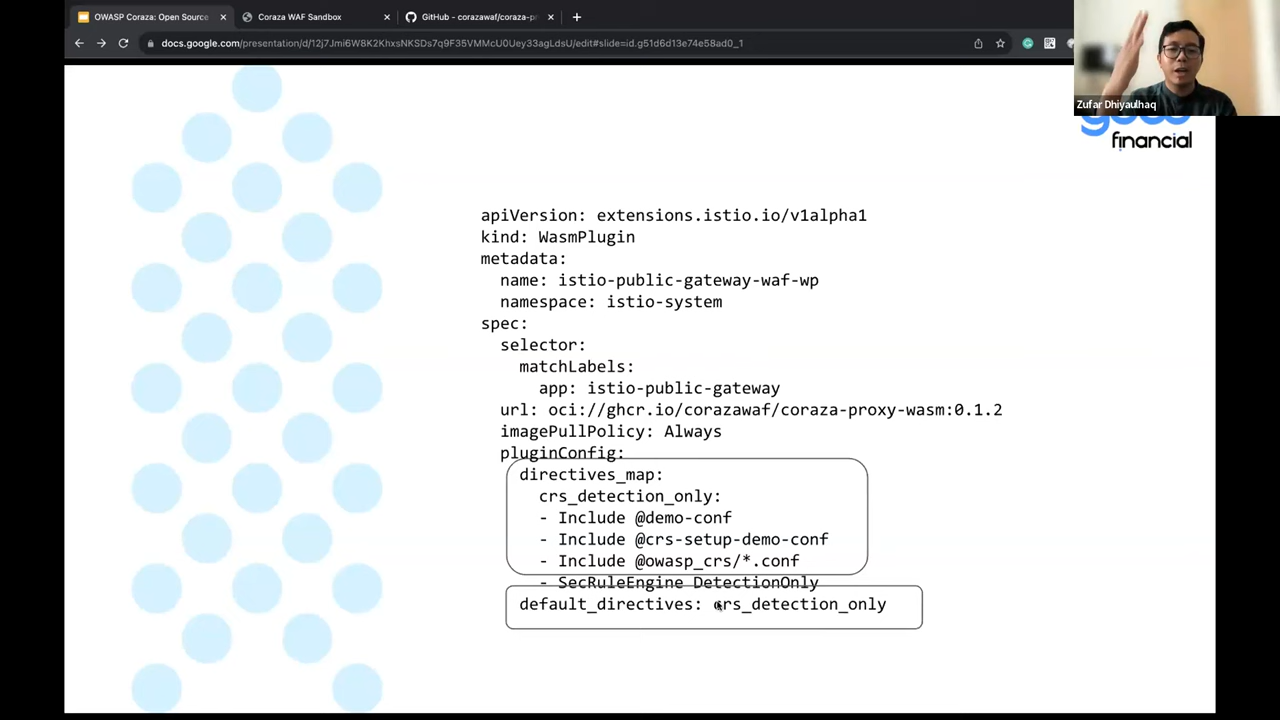 OWASP Coraza: Open Source
Coraza WAF Sandbox
GitHub - corazawaf/coraza-pr
docs.google.com/presentation/d/12j7Jmi6W8K2KhxsNKSDs7q9F35VMMcU0Uey33agLdsU/edit#slide=id.g51d6d13e74e58ad0_1
Zufar Dhiyaulhaq
financial
apiVersion: extensions.istio.io/v1alpha1
kind: WasmPlugin
metadata:
name: istio-public-gateway-waf-wp
namespace: istio-system
spec:
selector:
matchLabels:
app: istio-public-gateway
url: oci://ghcr.io/corazawaf/coraza-proxy-wasm:0.1.2
imagePullPolicy: Always
pluginConfig:
directives_map:
crs_detection_only:
- Include @demo-conf
- Include @crs-setup-demo-conf
- Include @owasp_crs/*.conf
- SecRuleEngine DetectionOnly
default_directives: crs_detection_only